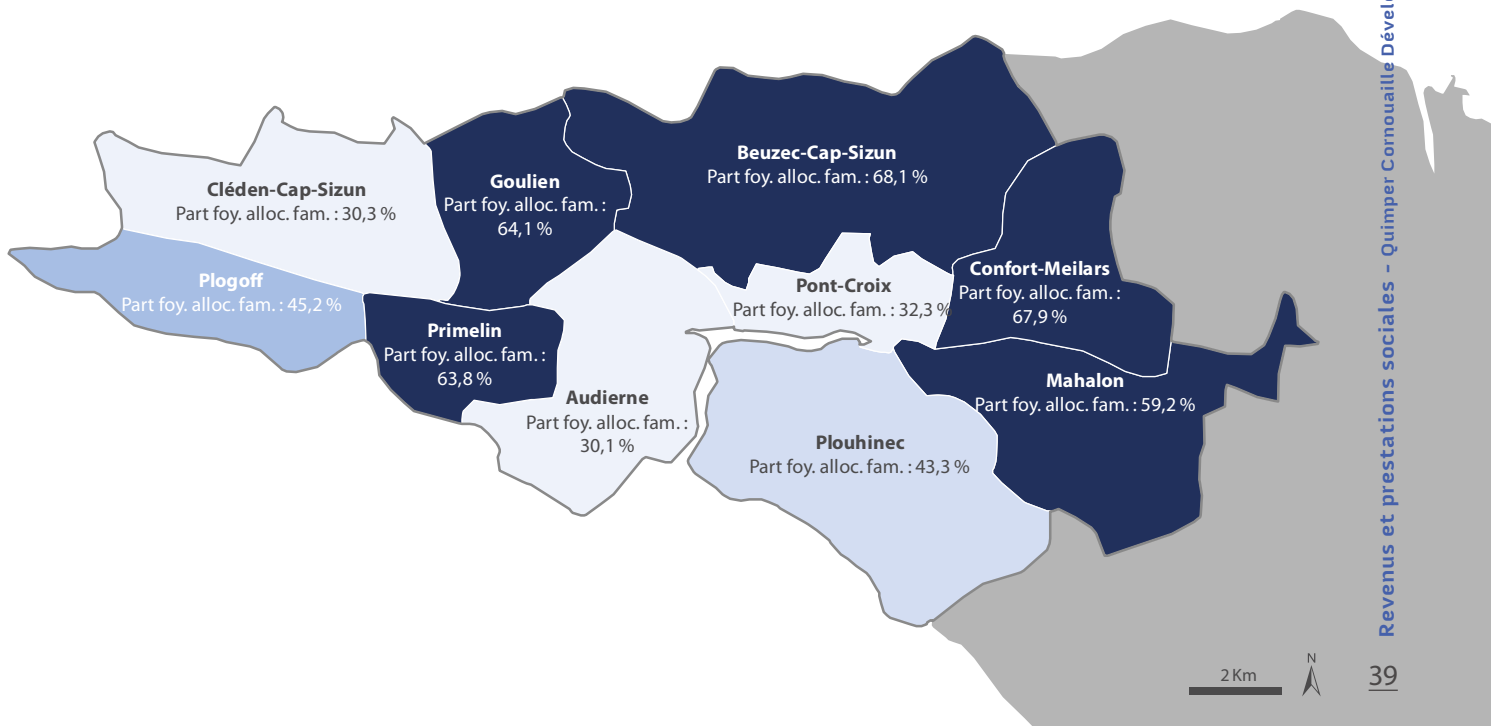 Cléden-Cap-Sizun
Part foy. alloc. fam. : 30,3 %
Goulien
Part foy. alloc. fam. :
64,1 %
Beuzec-Cap-Sizun
Part foy. alloc. fam. : 68,1 %
Plogoff
Part foy. alloc. fam. : 45,2 %
Primelin
Part foy. alloc. fam. :
63,8 %
Audierne
Part foy. alloc. fam. :
30,1 %
Pont-Croix
Part foy. alloc. fam. : 32,3 %
Confort-Meilars
Part foy. alloc. fam. :
67,9 %
Mahalon
Part foy. alloc. fam. : 59,2 %
Plouhinec
Part foy. alloc. fam. : 43,3 %
Revenus et prestations sociales - Quimper Cornouaille
2 Km
N
39